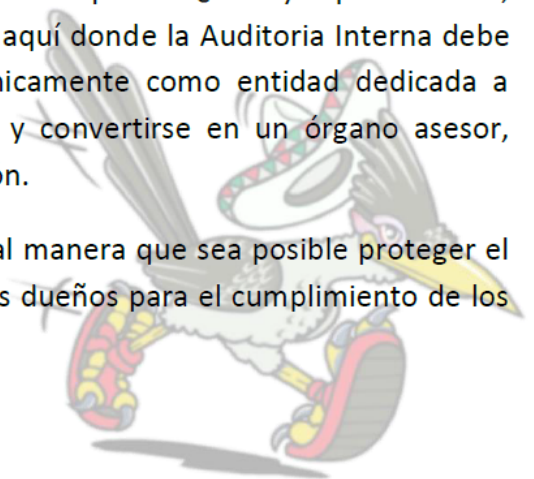 aquí donde la Auditoria Interna debe
nicamente como entidad dedicada a
y convertirse en un órgano asesor,
ón.
al manera que sea posible proteger el
s dueños para el cumplimiento de los